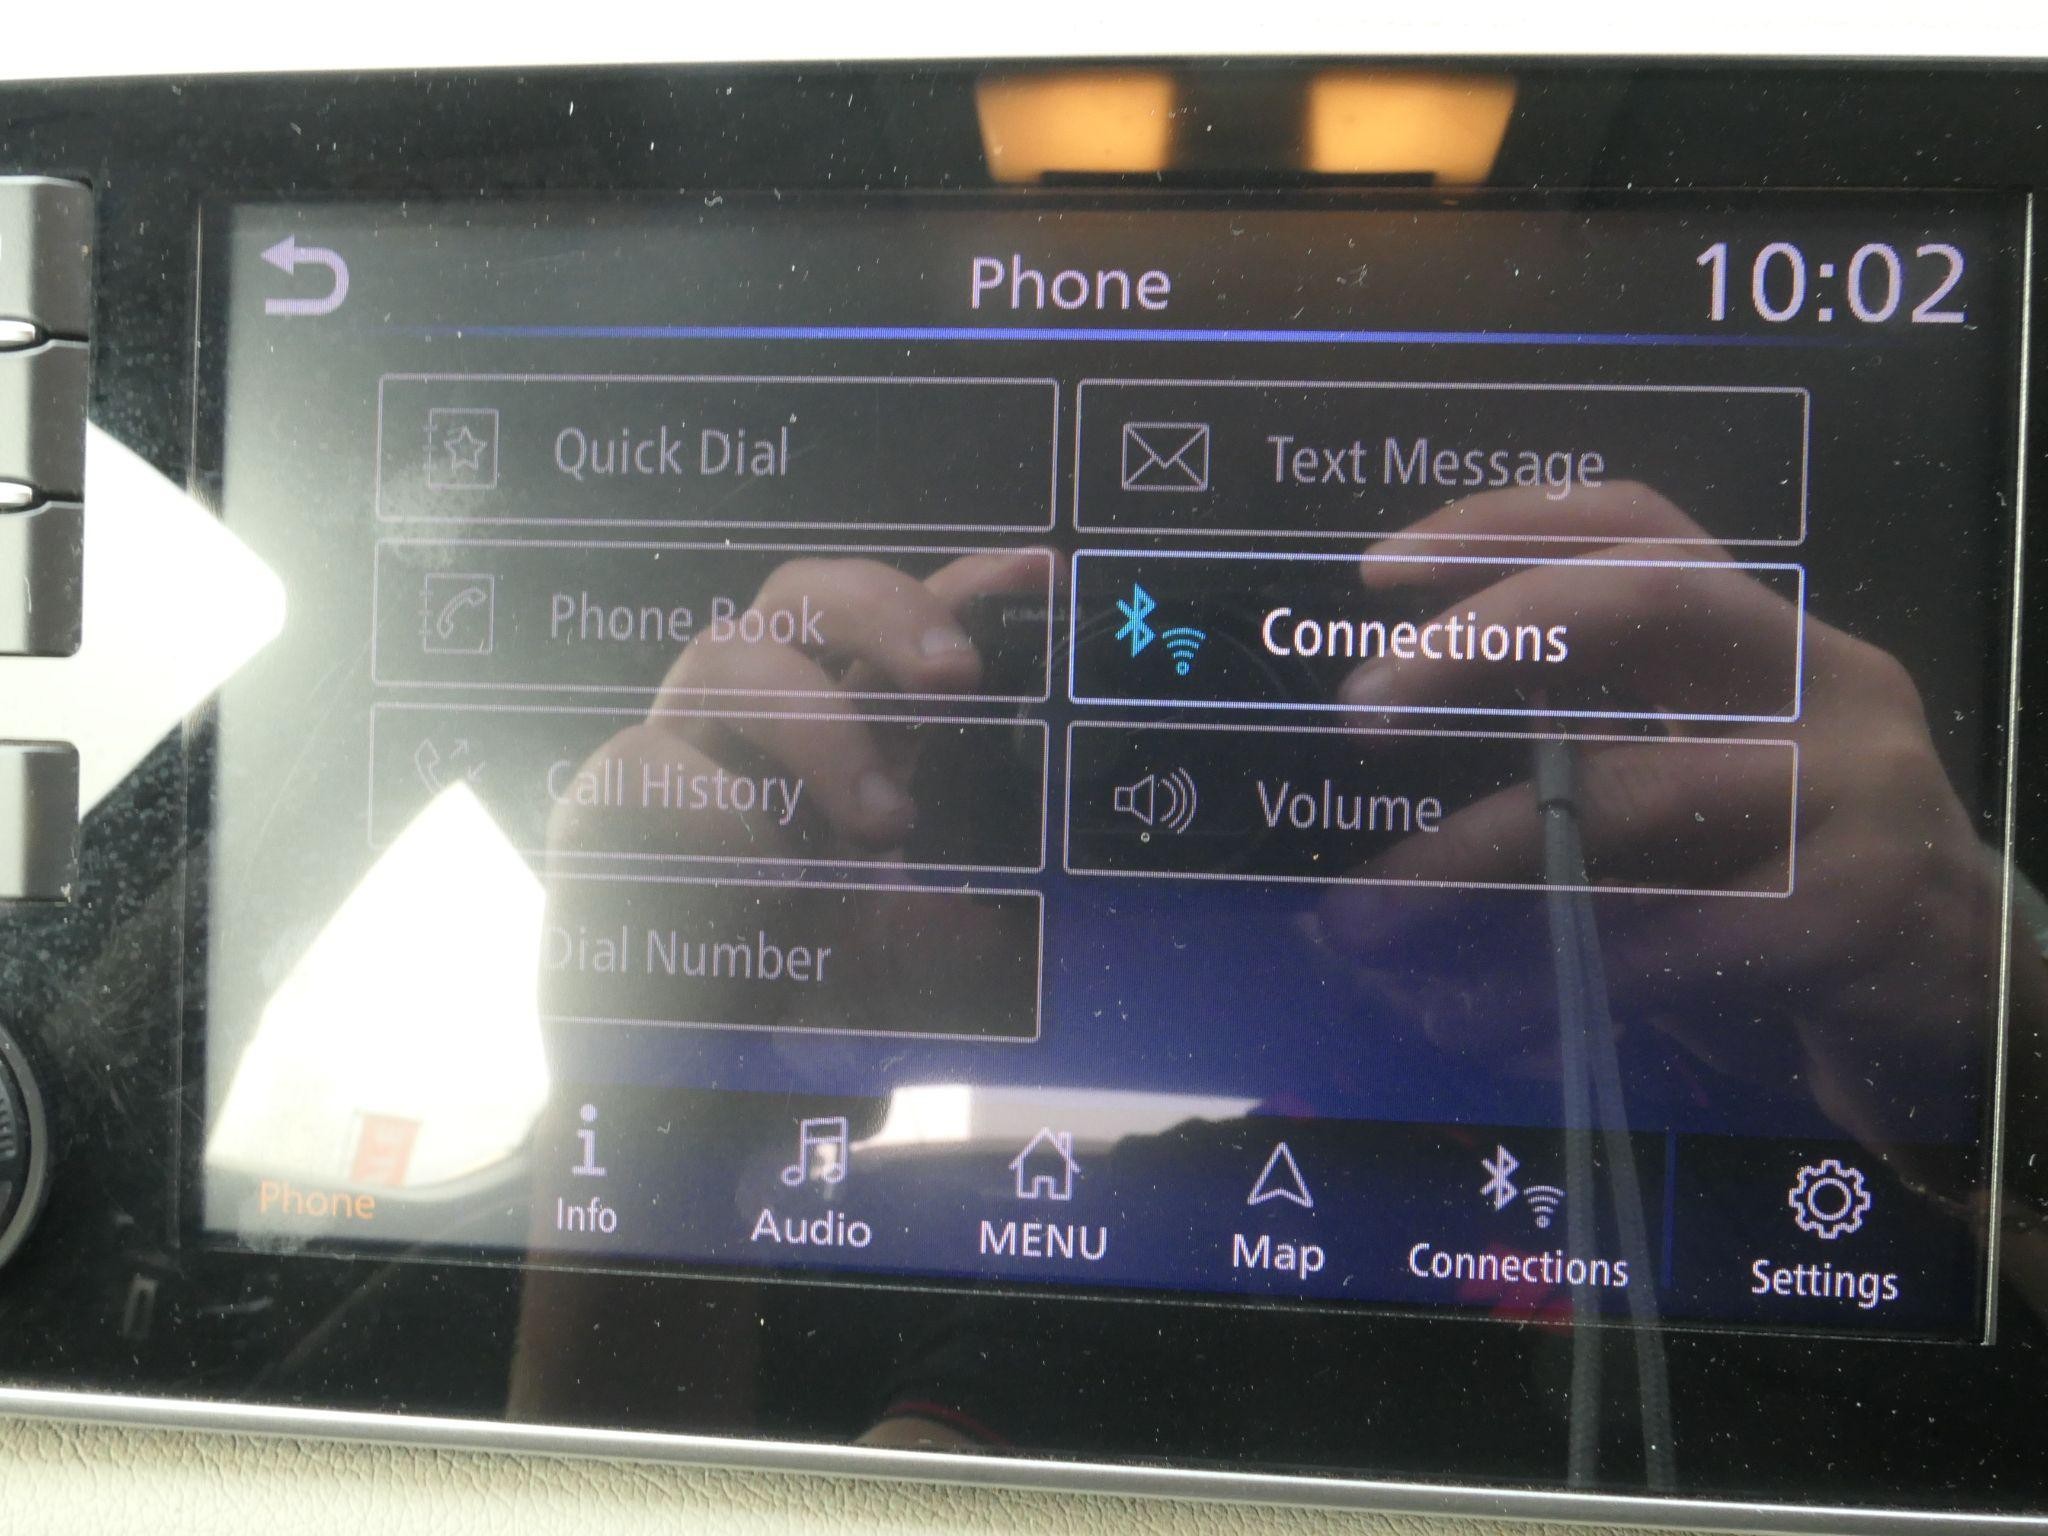 Phone
10:02
Quick Dial
Text Message
Phone Book
Connections
Call History
Volume
Dial Number
Phone
Info
Audio
MENU
Map
Connections
Settings